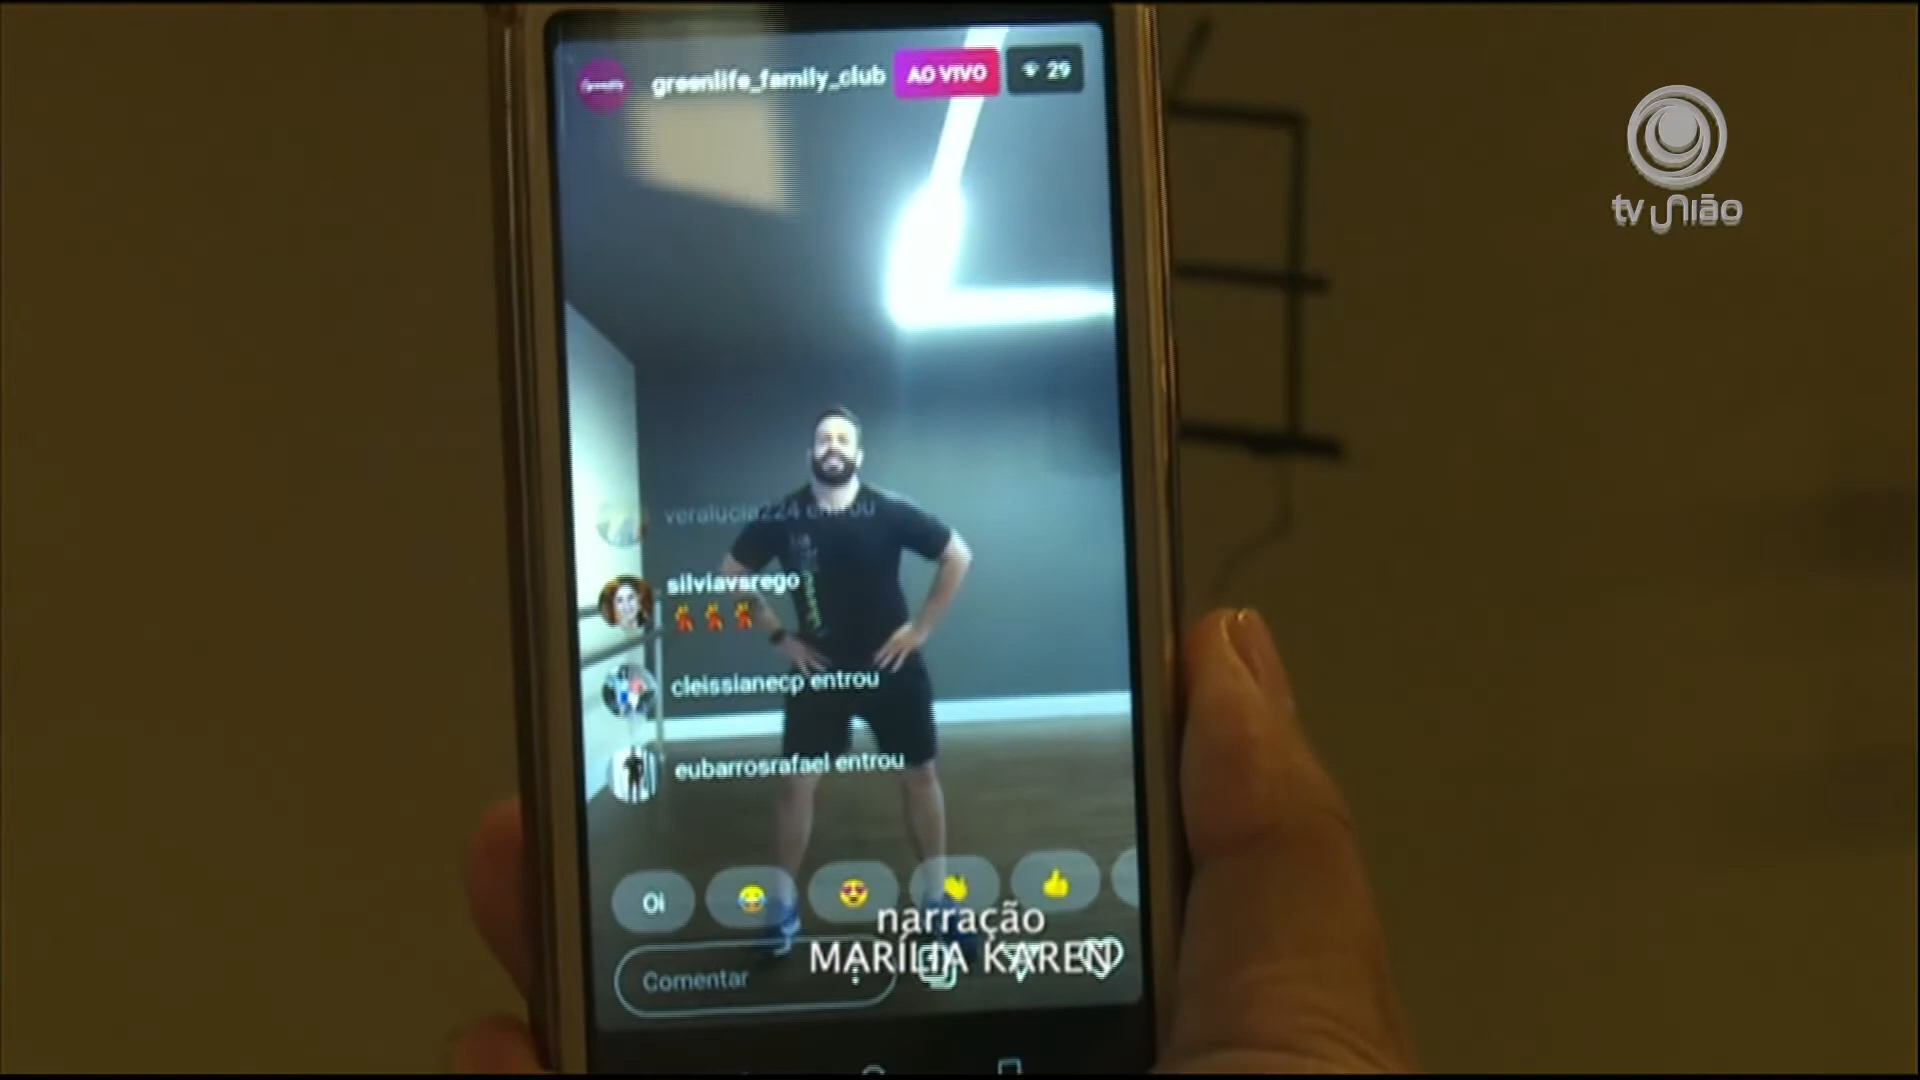 greenlife_family_club AO VIVO 29
tv união
veralucia224 entrou
silviavsrego
cleissianecp entrou
eubarrosrafael entrou
Oi
narração
MARÍLIA KAREN
Comentar